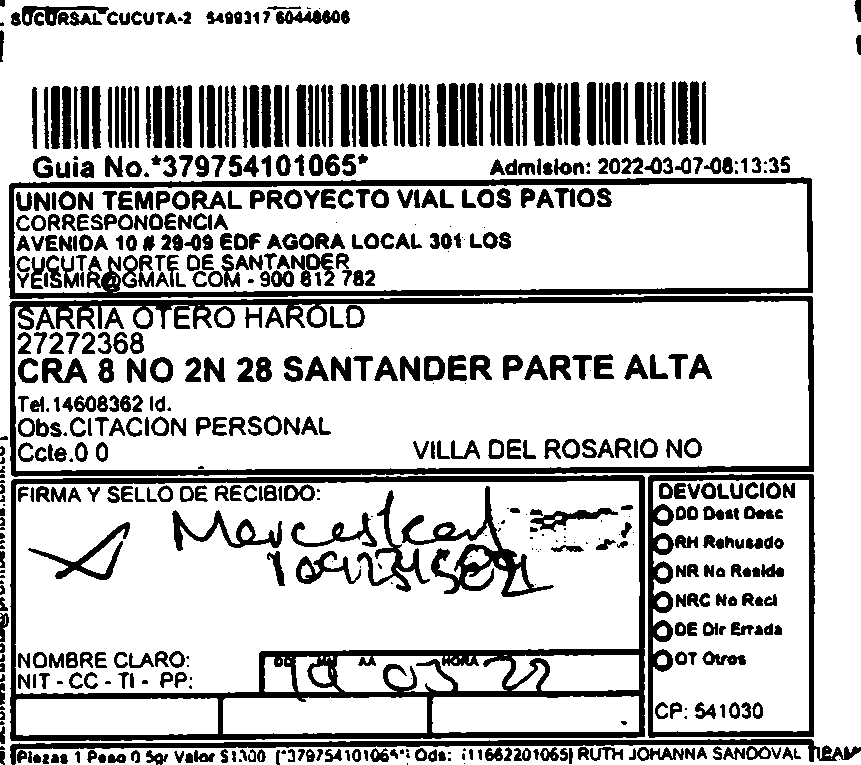 SUCURSAL CUCUTA-2 5499317 60448606
Guia No.*379754101065*
Admision: 2022-03-07-08:13:35
UNION TEMPORAL PROYECTO VIAL LOS PATIOS
CORRESPONDENCIA
AVENIDA 10 # 29-09 EDF AGORA LOCAL 301 LOS
CUCUTA NORTE DE SANTANDER
YEISMIR@GMAIL COM - 900 612 782
SARRIA OTERO HAROLD
27272368
CRA 8 NO 2N 28 SANTANDER PARTE ALTA
Tel.14608362 Id.
Obs.CITACION PERSONAL
Ccte.0 0
VILLA DEL ROSARIO NO
FIRMA Y SELLO DE RECIBIDO:
DEVOLUCION
DD Dest Desc
RH Rehusado
NR No Reside
NRC No Recl
DE Dir Errada
OT Otros
NOMBRE CLARO:
DD MM AA HORA
NIT - CC - TI - PP:
03 22
CP: 541030
Piezas 1 Peso 0 5gr Valor $1300 [*379754101065*] Ods: [11662201065] RUTH JOHANNA SANDOVAL